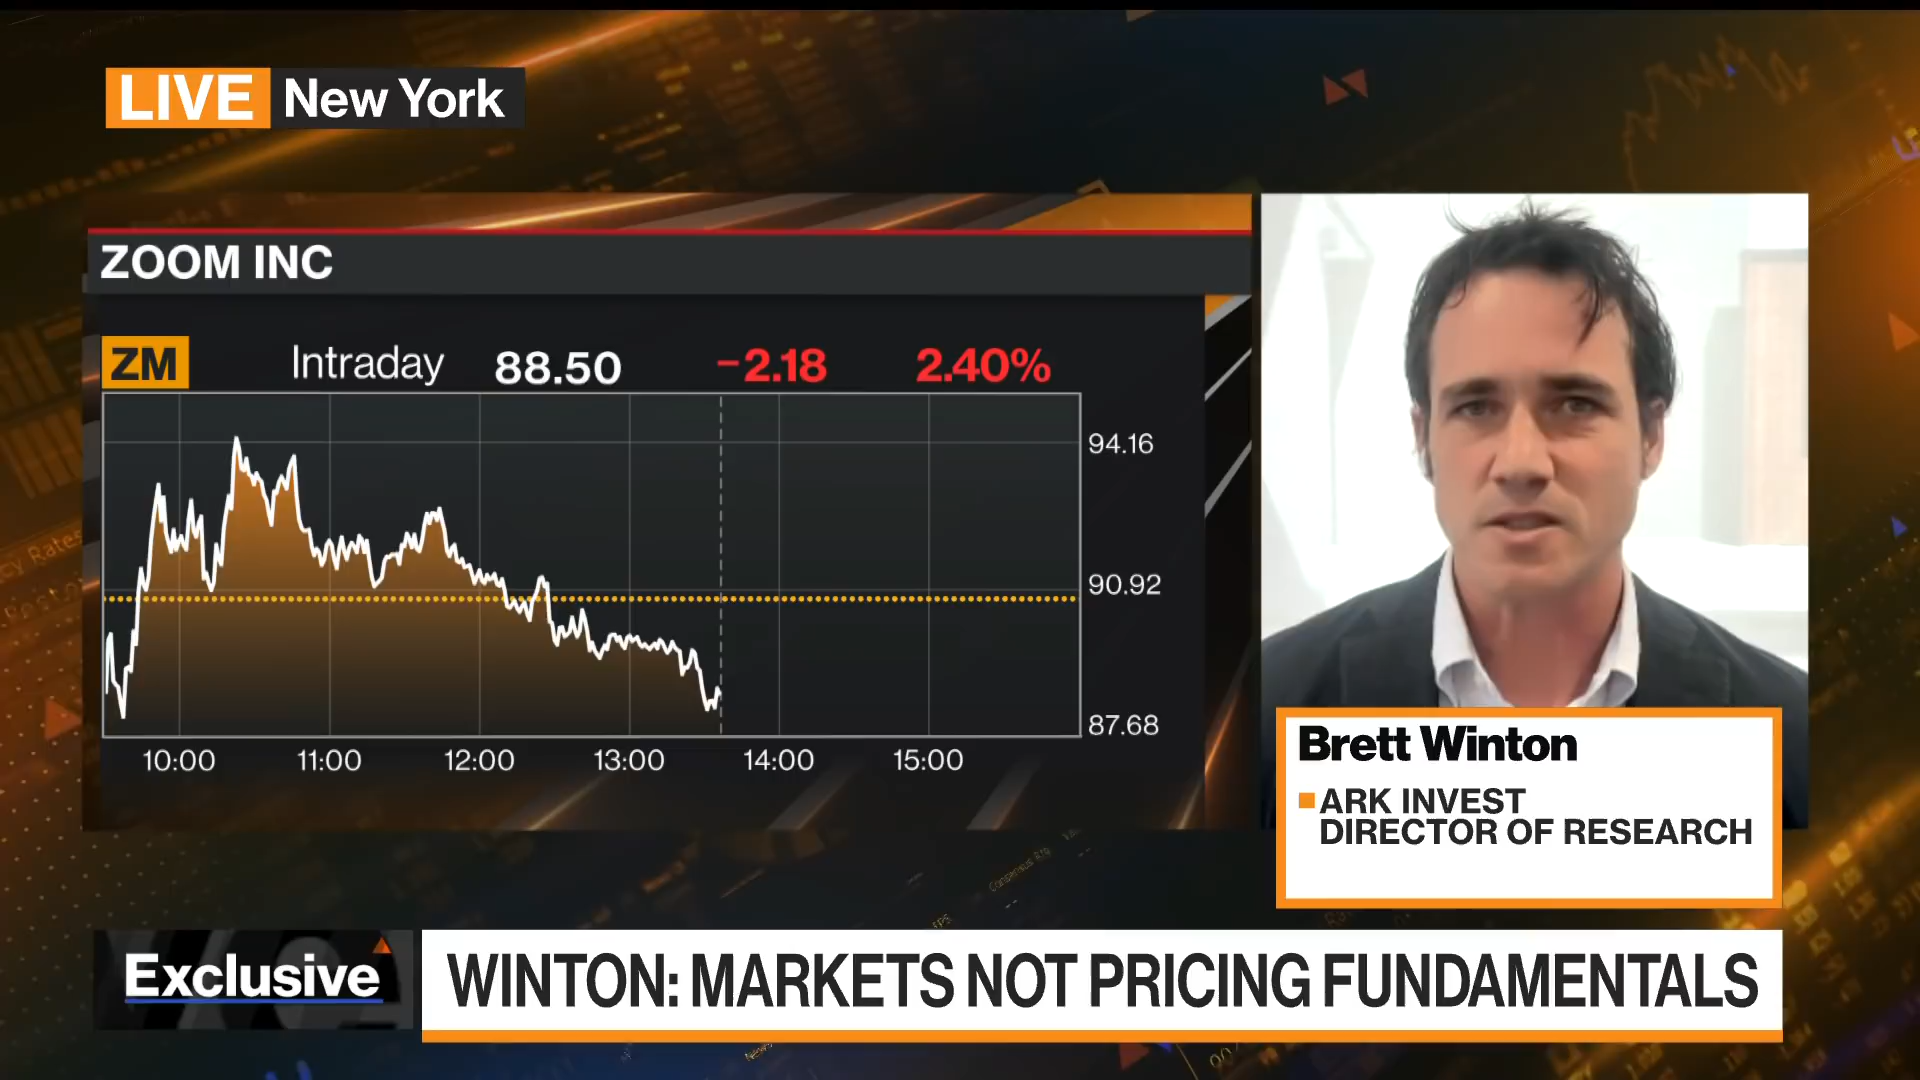 LIVE New York
ZOOM INC
ZM Intraday 88.50 -2.18 2.40%
94.16
90.92
87.68
10:00 11:00 12:00 13:00 14:00 15:00
Brett Winton
ARK INVEST
DIRECTOR OF RESEARCH
Exclusive
WINTON: MARKETS NOT PRICING FUNDAMENTALS